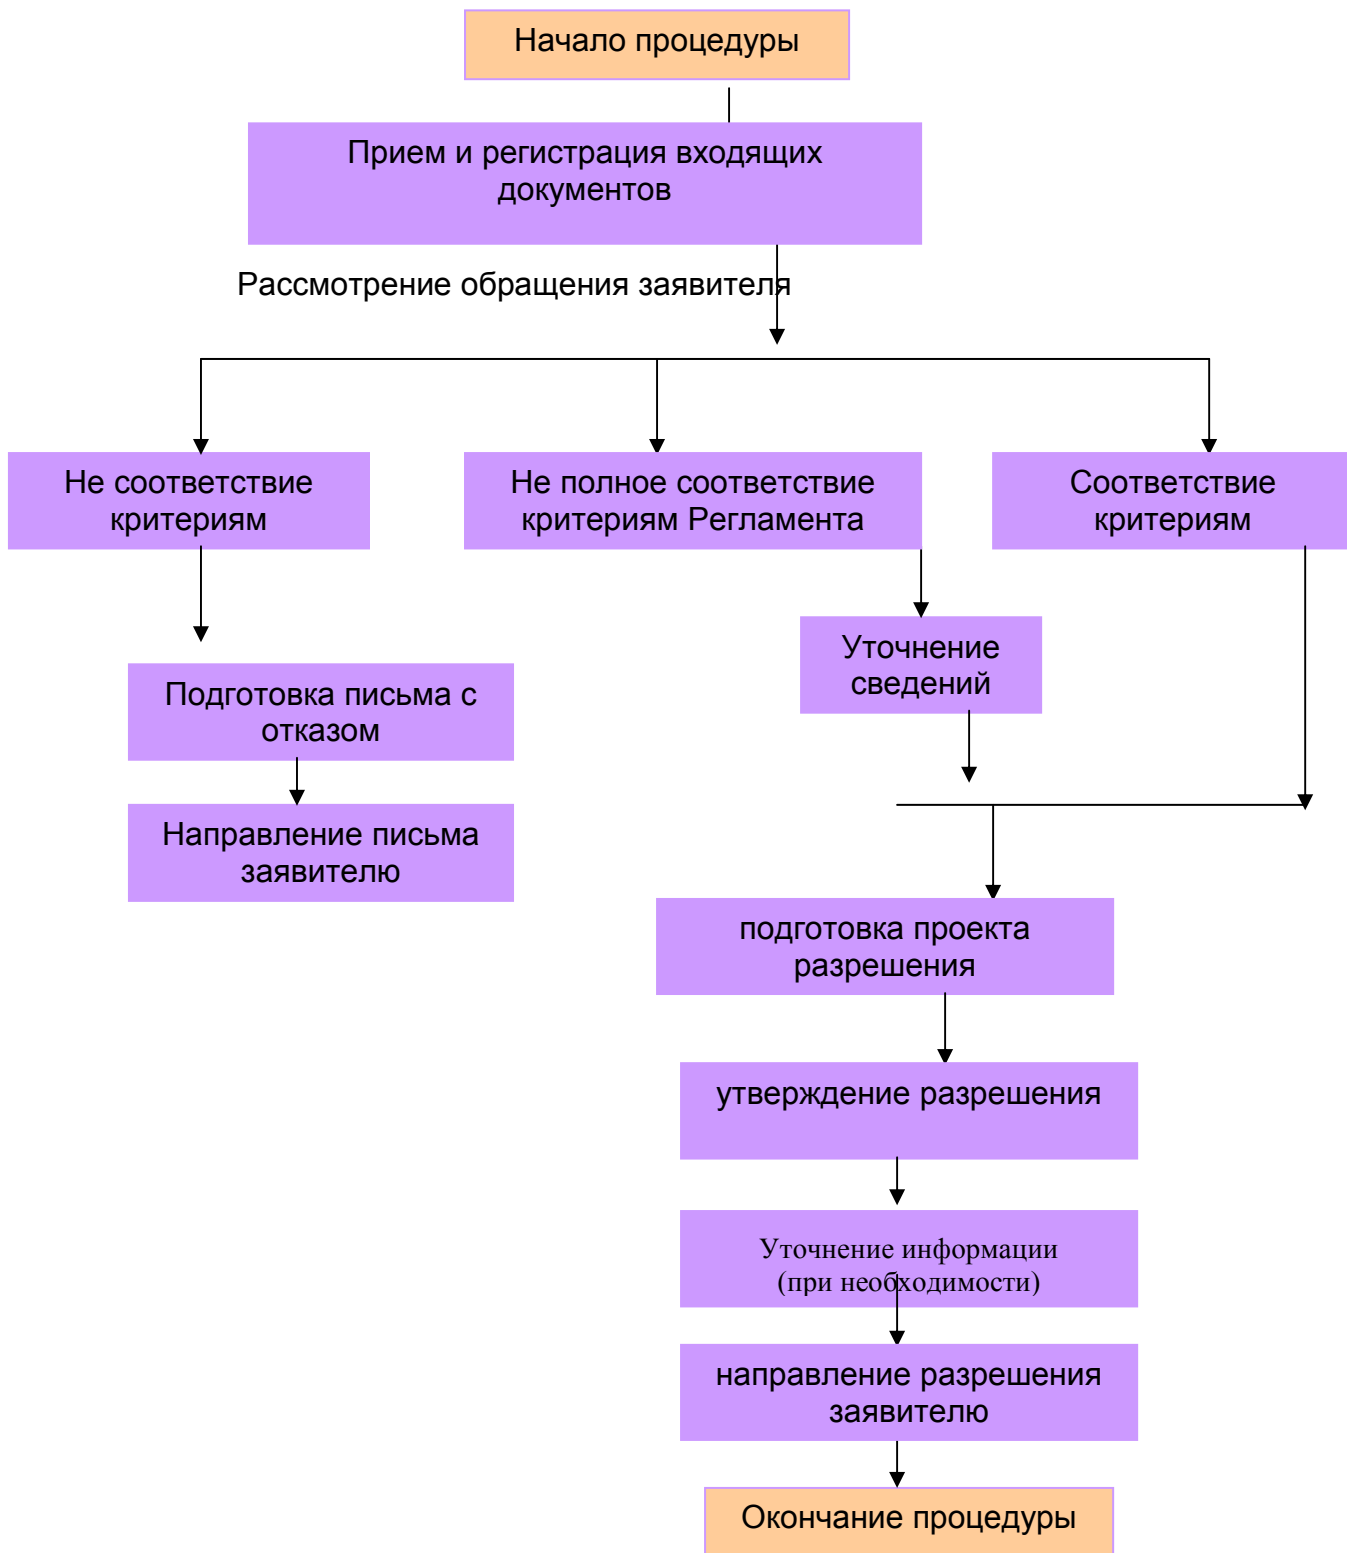 Начало процедуры
Прием и регистрация входящих
документов
Рассмотрение обращения заявителя
Не соответствие
критериям
Не полное соответствие
критериям Регламента
Соответствие
критериям
Уточнение
сведений
Подготовка письма с
отказом
Направление письма
заявителю
подготовка проекта
разрешения
утверждение разрешения
Уточнение информации
(при необходимости)
направление разрешения
заявителю
Окончание процедуры